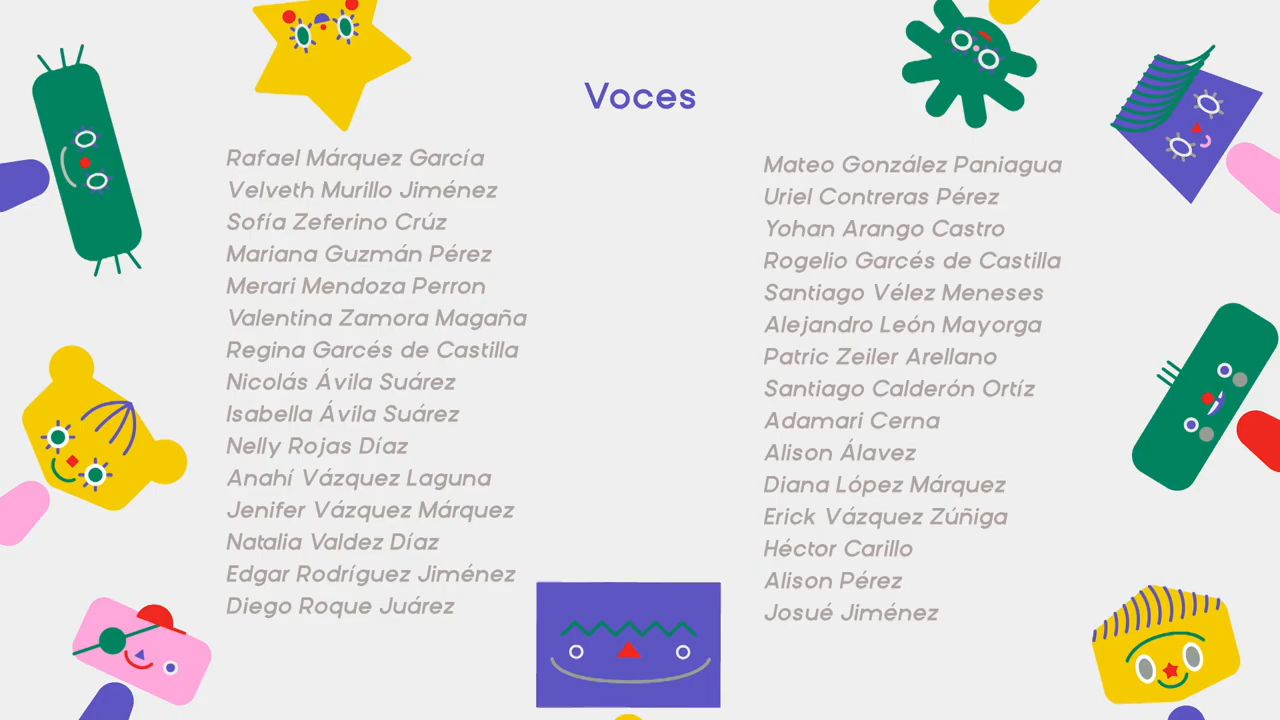 Voces
Rafael Márquez García
Velveth Murillo Jiménez
Sofía Zeferino Crúz
Mariana Guzmán Pérez
Merari Mendoza Perron
Valentina Zamora Magaña
Regina Garcés de Castilla
Nicolás Ávila Suárez
Isabella Ávila Suárez
Nelly Rojas Díaz
Anahí Vázquez Laguna
Jenifer Vázquez Márquez
Natalia Valdez Díaz
Edgar Rodríguez Jiménez
Diego Roque Juárez
Mateo González Paniagua
Uriel Contreras Pérez
Yohan Arango Castro
Rogelio Garcés de Castilla
Santiago Vélez Meneses
Alejandro León Mayorga
Patric Zeiler Arellano
Santiago Calderón Ortíz
Adamari Cerna
Alison Álavez
Diana López Márquez
Erick Vázquez Zúñiga
Héctor Carillo
Alison Pérez
Josué Jiménez